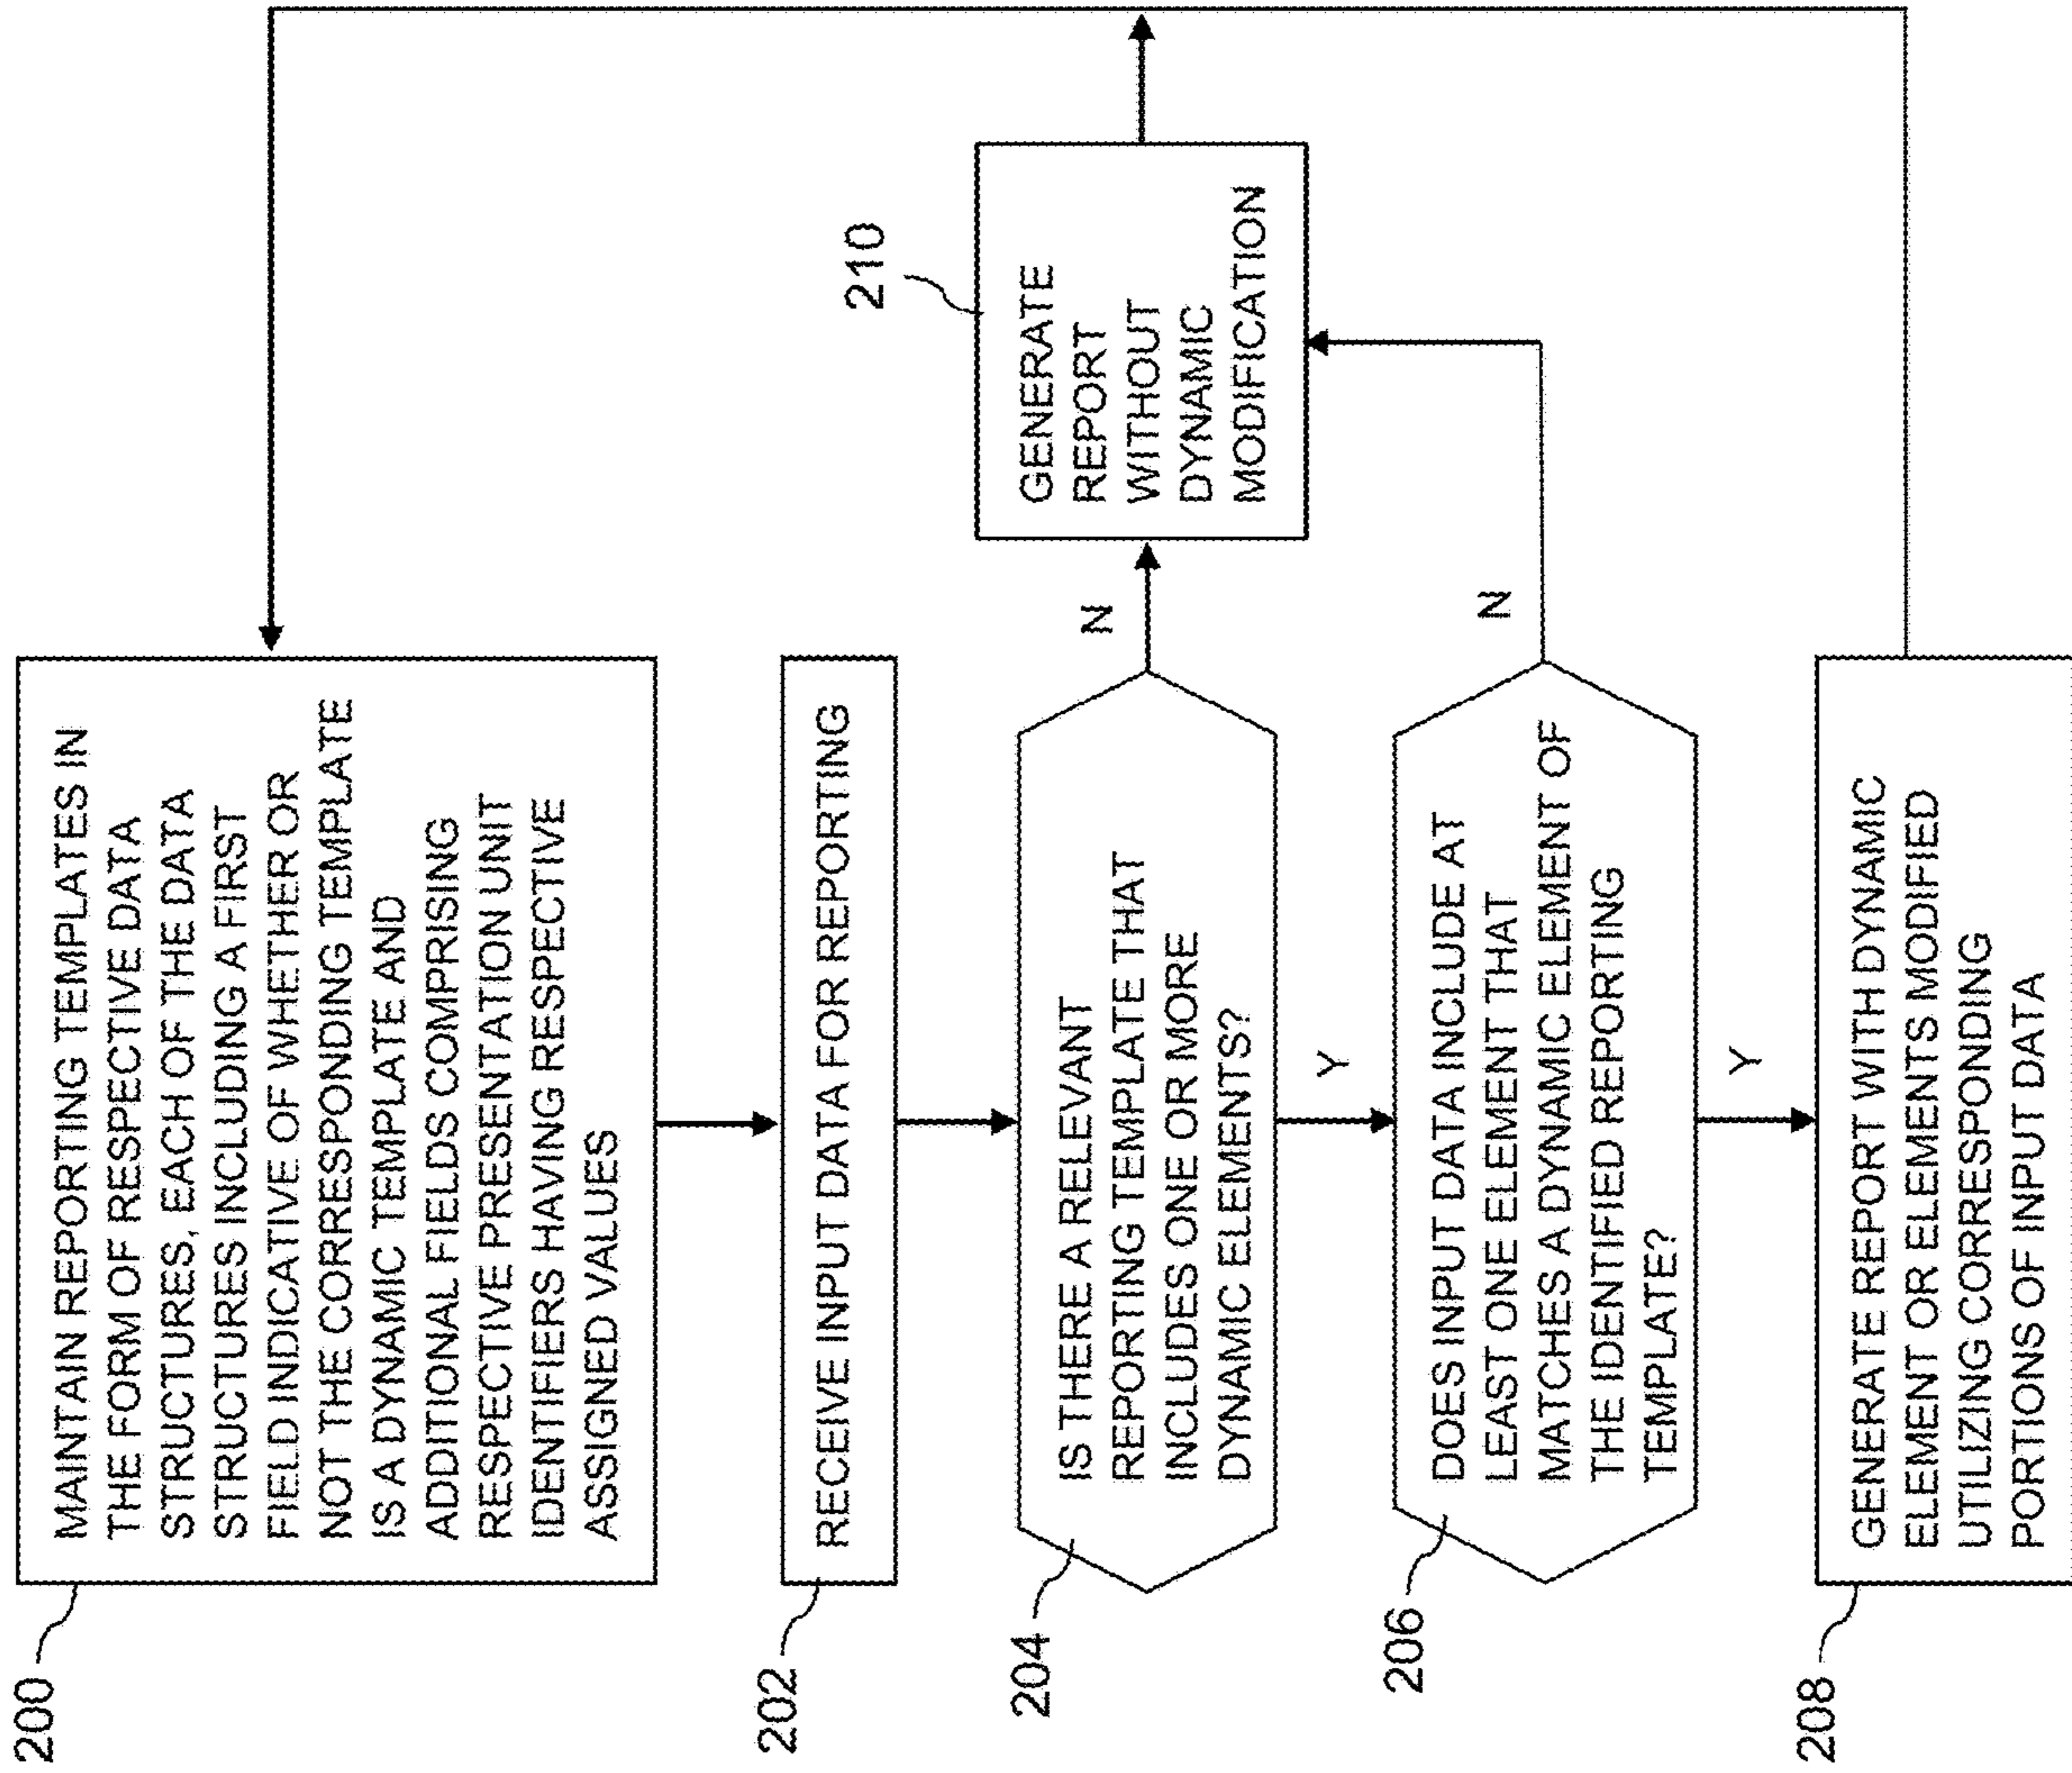 200
MAINTAIN REPORTING TEMPLATES IN
THE FORM OF RESPECTIVE DATA
STRUCTURES, EACH OF THE DATA
STRUCTURES INCLUDING A FIRST
FIELD INDICATIVE OF WHETHER OR
NOT THE CORRESPONDING TEMPLATE
IS A DYNAMIC TEMPLATE AND
ADDITIONAL FIELDS COMPRISING
RESPECTIVE PRESENTATION UNIT
IDENTIFIERS HAVING RESPECTIVE
ASSIGNED VALUES
202
RECEIVE INPUT DATA FOR REPORTING
204
IS THERE A RELEVANT
REPORTING TEMPLATE THAT
INCLUDES ONE OR MORE
DYNAMIC ELEMENTS?
N
Y
210
GENERATE
REPORT
WITHOUT
DYNAMIC
MODIFICATION
206
DOES INPUT DATA INCLUDE AT
LEAST ONE ELEMENT THAT
MATCHES A DYNAMIC ELEMENT OF
THE IDENTIFIED REPORTING
TEMPLATE?
N
Y
208
GENERATE REPORT WITH DYNAMIC
ELEMENT OR ELEMENTS MODIFIED
UTILIZING CORRESPONDING
PORTIONS OF INPUT DATA